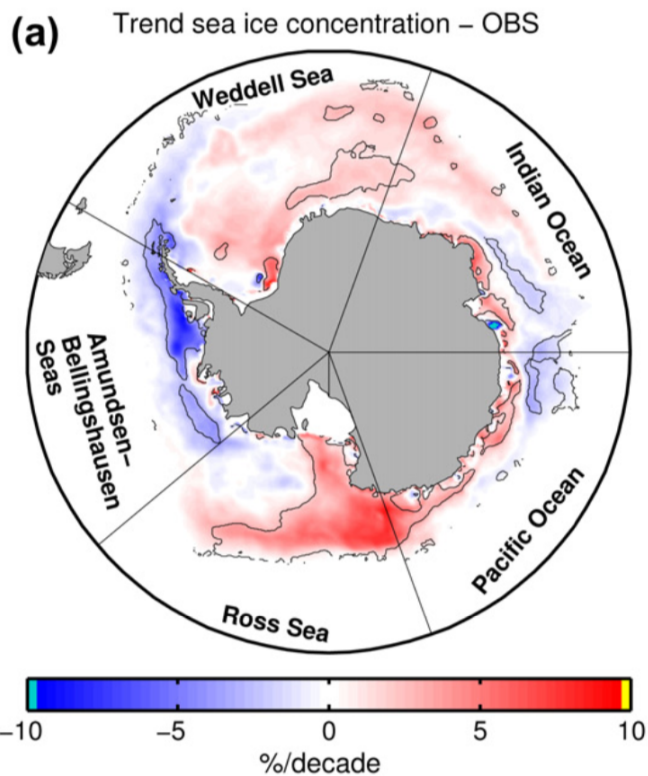 (a)
Trend sea ice concentration – OBS
Weddell Sea
Indian Ocean
Amundsen–
Bellingshausen
Seas
Pacific Ocean
Ross Sea
−10 −5 0 5 10
%/decade